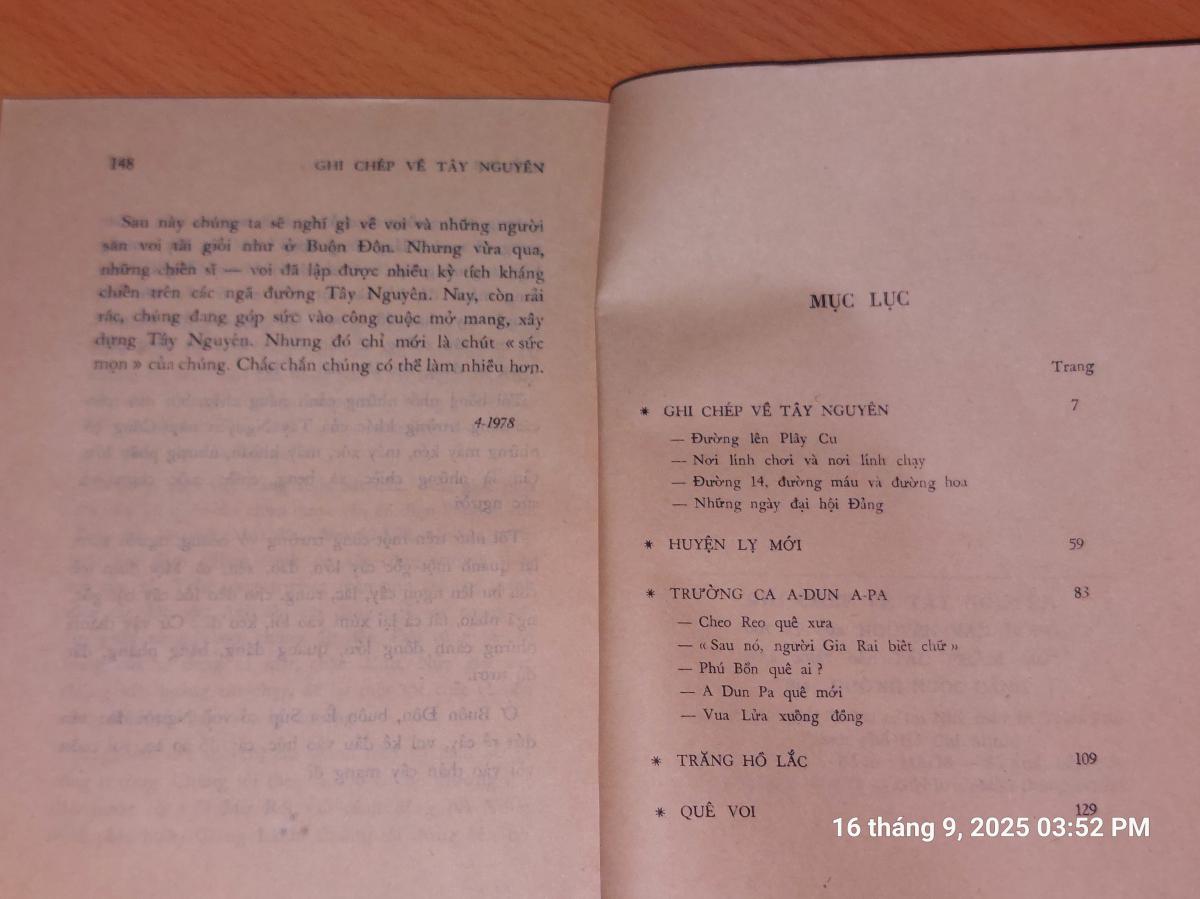 148
GHI CHÉP VỀ TÂY NGUYÊN
Sau này chúng ta sẽ nghĩ gì về voi và những người
săn voi tài giỏi như ở Buôn Đôn. Nhưng vừa qua,
những chiến sĩ — voi đã lập được nhiều kỳ tích kháng
chiến trên các ngã đường Tây Nguyên. Nay, còn rải
rác, chúng đang góp sức vào công cuộc mở mang, xây
dựng Tây Nguyên. Nhưng đó chỉ mới là chút « sức
mọn » của chúng. Chắc chắn chúng có thể làm nhiều hơn.
4-1978
MỤC LỤC
Trang
* GHI CHÉP VỀ TÂY NGUYÊN 7
— Đường lên Plây Cu
— Nơi lính chơi và nơi lính chạy
— Đường 14, đường máu và đường hoa
— Những ngày đại hội Đảng
* HUYỆN LỴ MỚI 59
* TRƯỜNG CA A-DUN A-PA 83
— Cheo Reo quê xưa
— « Sau nó, người Gia Rai biết chữ »
— Phú Bổn quê ai ?
— A Dun Pa quê mới
— Vua Lửa xuống đồng
* TRĂNG HỒ LẮC 109
* QUÊ VOI 129
16 tháng 9, 2025 03:52 PM